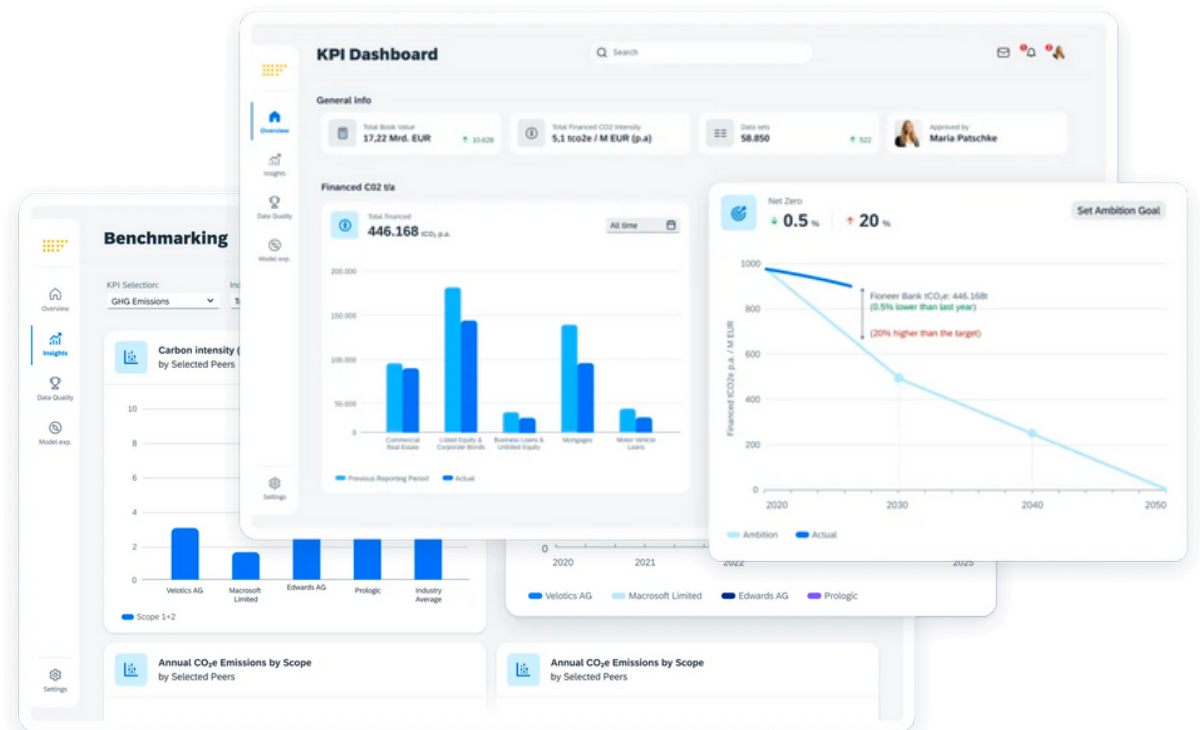 KPI Dashboard
Search
General info
Overview
Insights
Data Quality
Model exp.
Settings
Total Book Value
17,22 Mrd. EUR
10.628
Total Financed CO2 Intensity
5,1 tco2e / M EUR (p.a)
Data sets
58.850
522
Approved by
Maria Patschke
Financed C02 t/a
Total financed
446.168 tCO₂ p.a.
All time
200.000
150.000
100.000
50.000
0
Commercial
Real Estate
Listed Equity &
Corporate Bonds
Business Loans &
Unlisted Equity
Mortgages
Motor Vehicle
Loans
Previous Reporting Period
Actual
Net Zero
0.5 %
20 %
Set Ambition Goal
1000
800
600
400
200
0
Financed tCO2e p.a. / M EUR
Fioneer Bank tCO₂e: 446.168t
(0.5% lower than last year)
(20% higher than the target)
2020
2030
2040
2050
Ambition
Actual
Benchmarking
Overview
Insights
Data Quality
Model exp.
Settings
KPI Selection:
GHG Emissions
Carbon intensity (
by Selected Peers
10
8
6
4
2
0
Velotics AG
Macrosoft
Limited
Edwards AG
Prologic
Industry
Average
Scope 1+2
0
2020
2021
2022
2025
Velotics AG
Macrosoft Limited
Edwards AG
Prologic
Annual CO₂e Emissions by Scope
by Selected Peers
Annual CO₂e Emissions by Scope
by Selected Peers